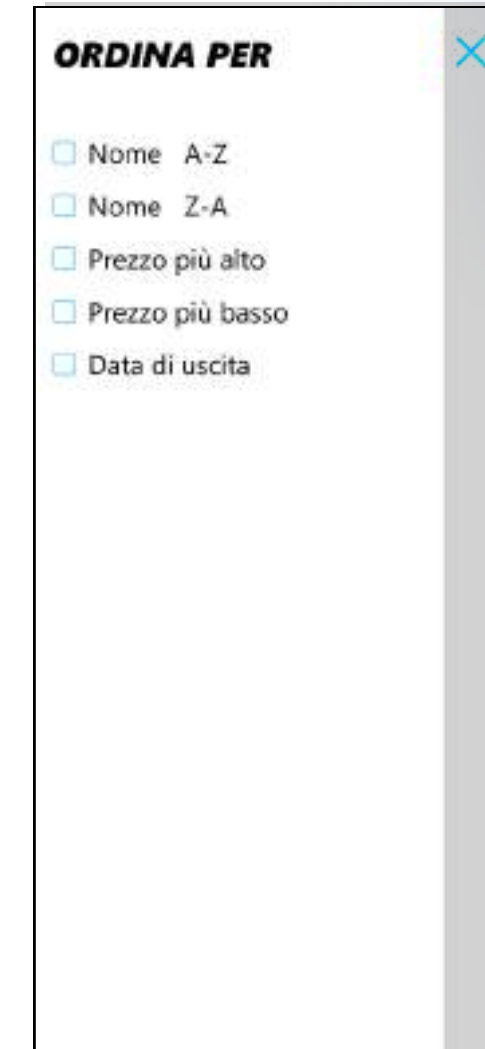 ORDINA PER
Nome A-Z
Nome Z-A
Prezzo più alto
Prezzo più basso
Data di uscita